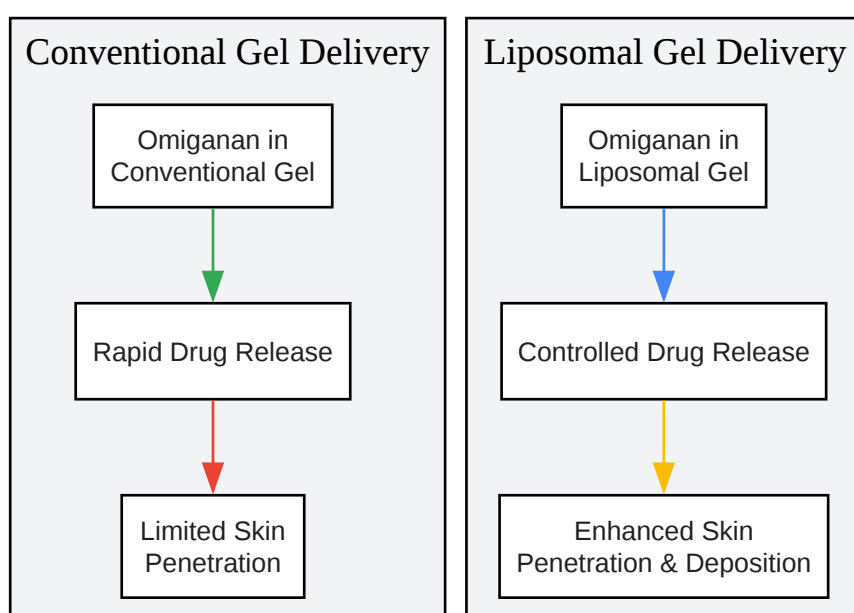 Conventional Gel Delivery
Omiganan in
Conventional Gel
Rapid Drug Release
Limited Skin
Penetration
Liposomal Gel Delivery
Omiganan in
Liposomal Gel
Controlled Drug Release
Enhanced Skin
Penetration & Deposition